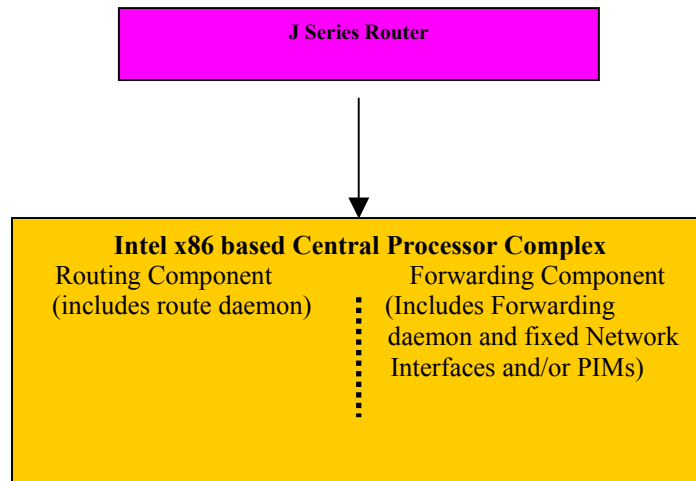 J Series Router
Intel x86 based Central Processor Complex
Routing Component
(includes route daemon)
Forwarding Component
(Includes Forwarding
daemon and fixed Network
Interfaces and/or PIMs)